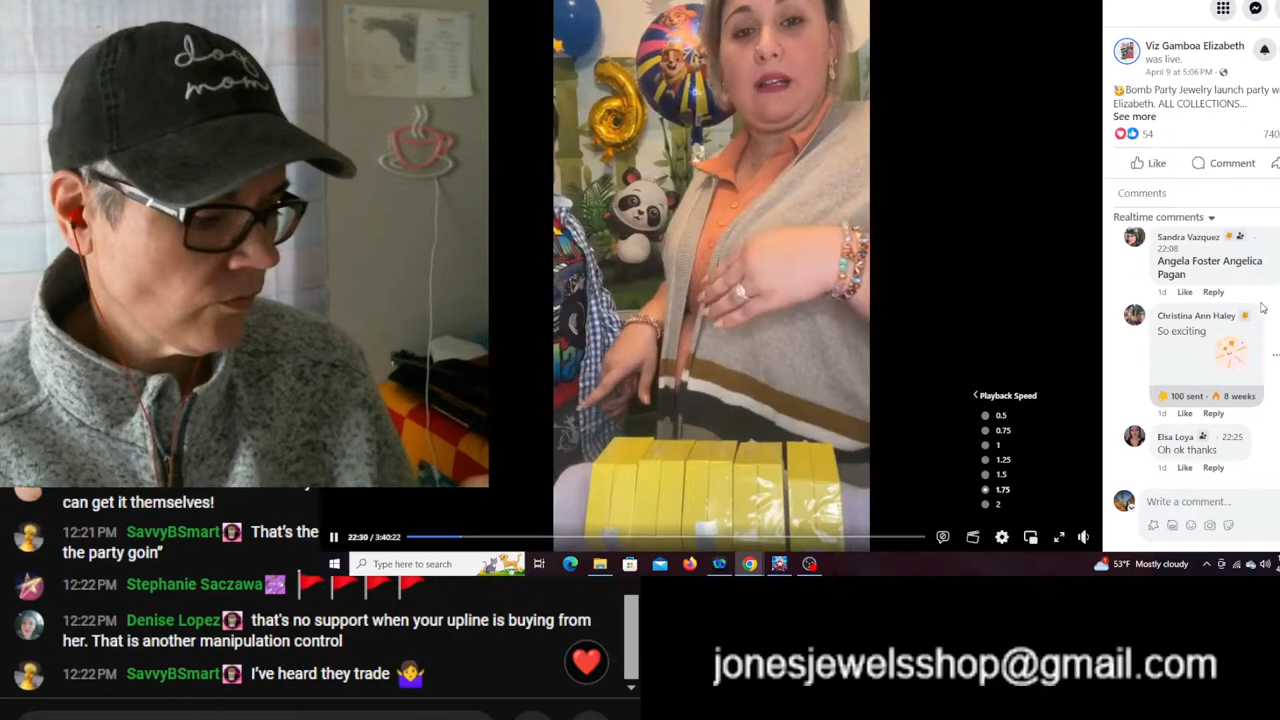 dog
mom
6
Viz Gamboa Elizabeth
was live.
April 9 at 5:06 PM ·
Bomb Party Jewelry launch party w
Elizabeth. ALL COLLECTIONS...
See more
54
740
Like
Comment
Comments
Realtime comments
Sandra Vazquez
22:08
Angela Foster Angelica
Pagan
1d Like Reply
Christina Ann Haley
So exciting
100 sent · 8 weeks
1d Like Reply
Elsa Loya 22:25
Oh ok thanks
1d Like Reply
Write a comment...
Playback Speed
0.5
0.75
1
1.25
1.5
1.75
2
22:30 / 3:40:22
Type here to search
53°F Mostly cloudy
can get it themselves!
12:21 PM SavvyBSmart That's the
the party goin"
12:22 PM Stephanie Saczawa
12:22 PM Denise Lopez that's no support when your upline is buying from
her. That is another manipulation control
12:22 PM SavvyBSmart I've heard they trade
jonesjewelsshop@gmail.com